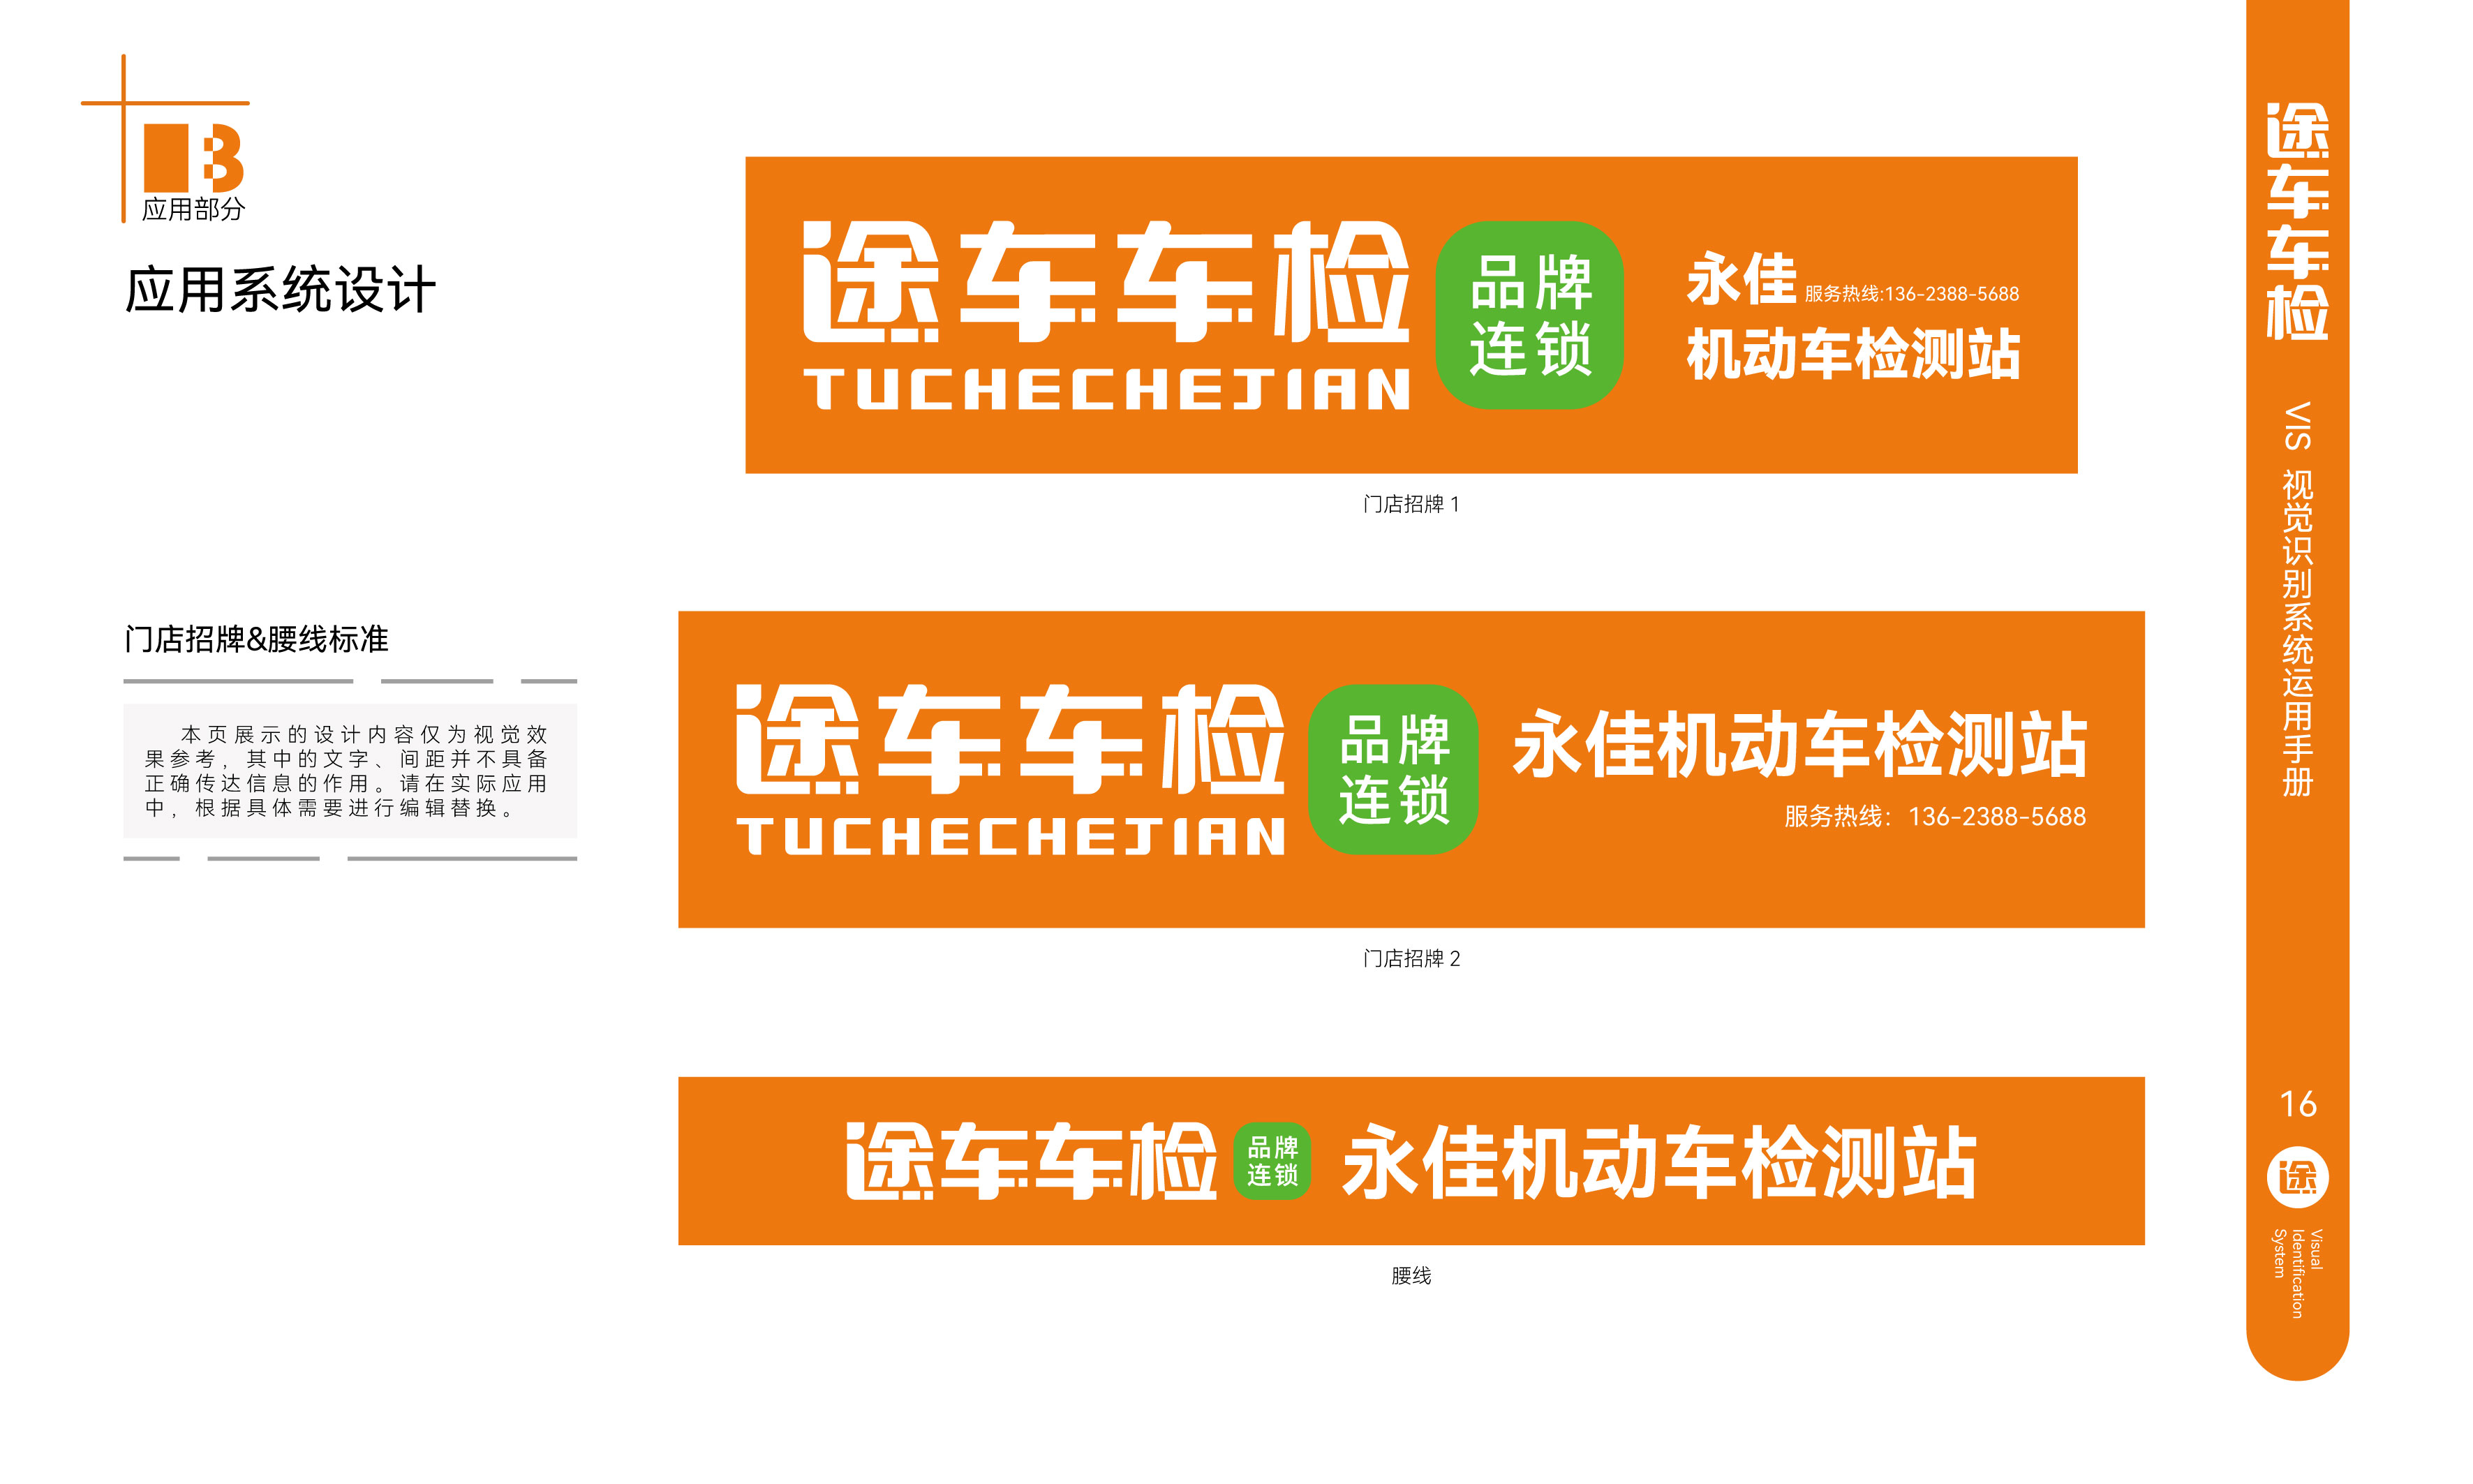 B
应用部分
应用系统设计
门店招牌&腰线标准
本页展示的设计内容仅为视觉效
果参考，其中的文字、间距并不具备
正确传达信息的作用。请在实际应用
中，根据具体需要进行编辑替换。
途车车检
TUCHECHEJIAN
品牌
连锁
永佳 服务热线:136-2388-5688
机动车检测站
门店招牌 1
途车车检
TUCHECHEJIAN
品牌
连锁
永佳机动车检测站
服务热线：136-2388-5688
门店招牌 2
途车车检
品牌
连锁
永佳机动车检测站
腰线
途车车检
VIS 视觉识别系统运用手册
16
途
Visual
Identification
System